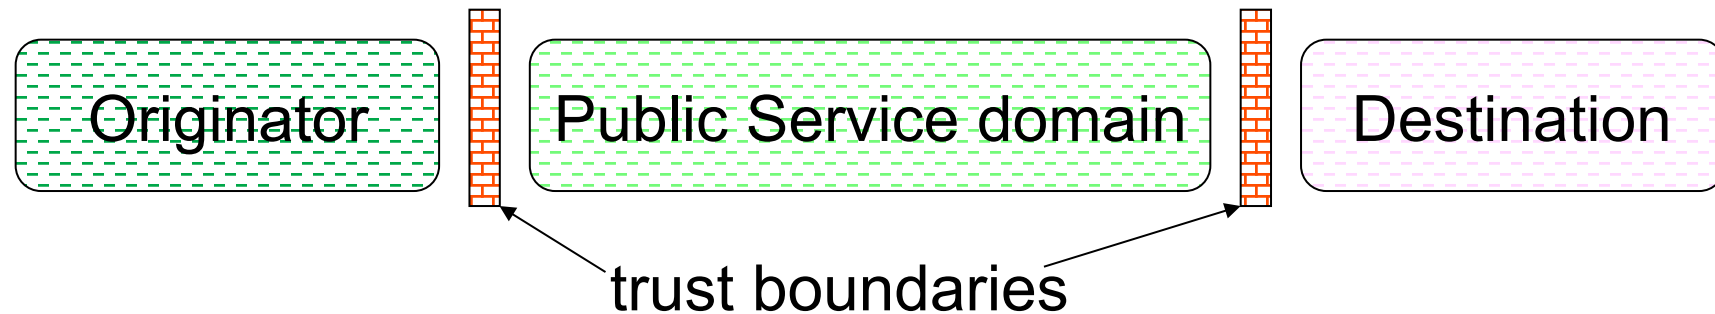 Originator
Public Service domain
Destination
trust boundaries